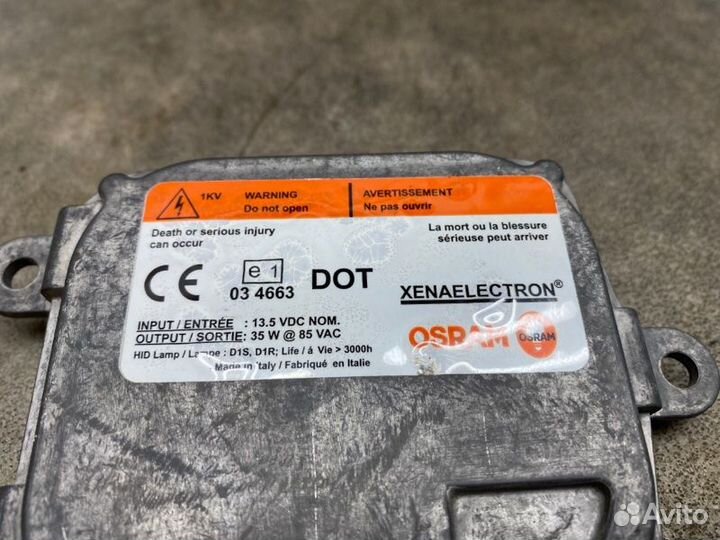 1KV WARNING
Do not open
AVERTISSEMENT
Ne pas ouvrir
Death or serious injury
can occur
La mort ou la blessure
sérieuse peut arriver
CE e1 DOT
03 4663
XENAELECTRON®
INPUT / ENTRÉE : 13.5 VDC NOM.
OUTPUT / SORTIE: 35 W @ 85 VAC
HID Lamp / Lampe : D1S, D1R; Life / á Vie > 3000h
Made in Italy / Fabriqué en Italie
OSRAM OSRAM
Avito